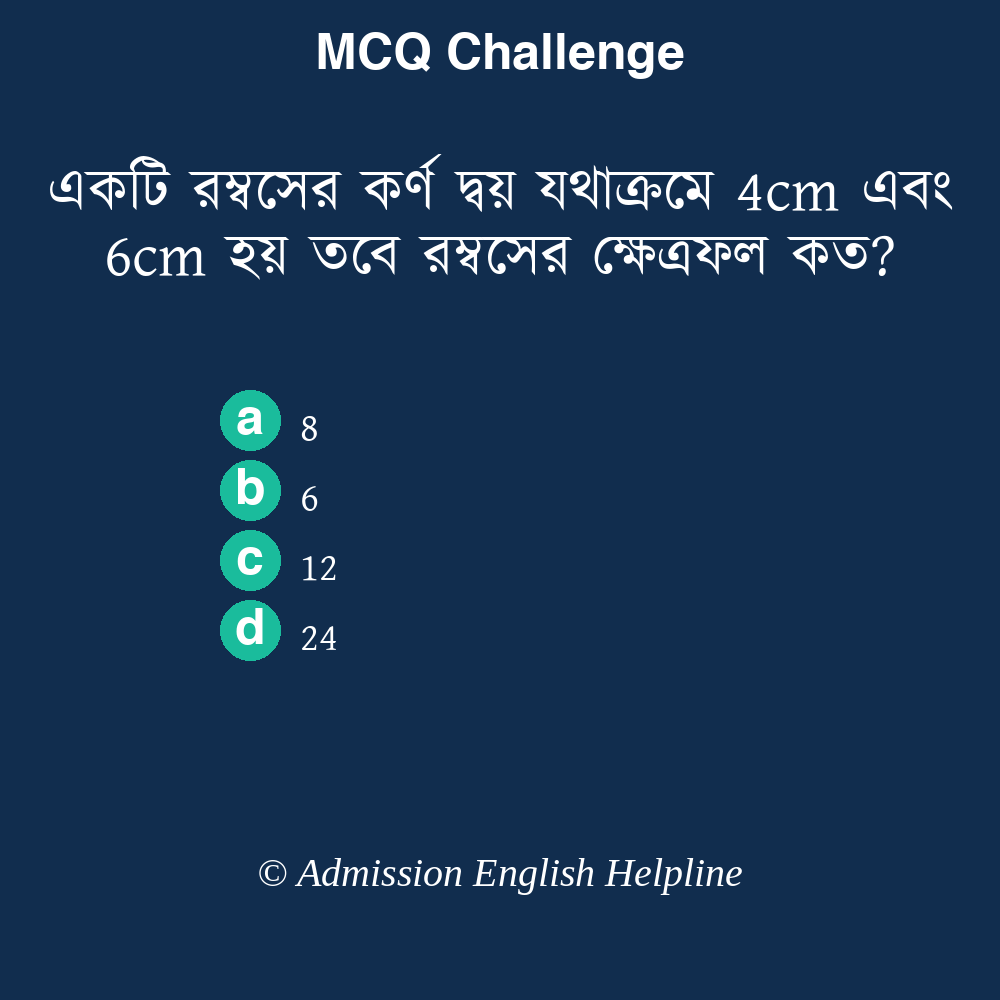 MCQ Challenge
একটি রম্বসের কর্ণ দ্বয় যথাক্রমে 4cm এবং
6cm হয় তবে রম্বসের ক্ষেত্রফল কত?
a 8
b 6
c 12
d 24
© Admission English Helpline